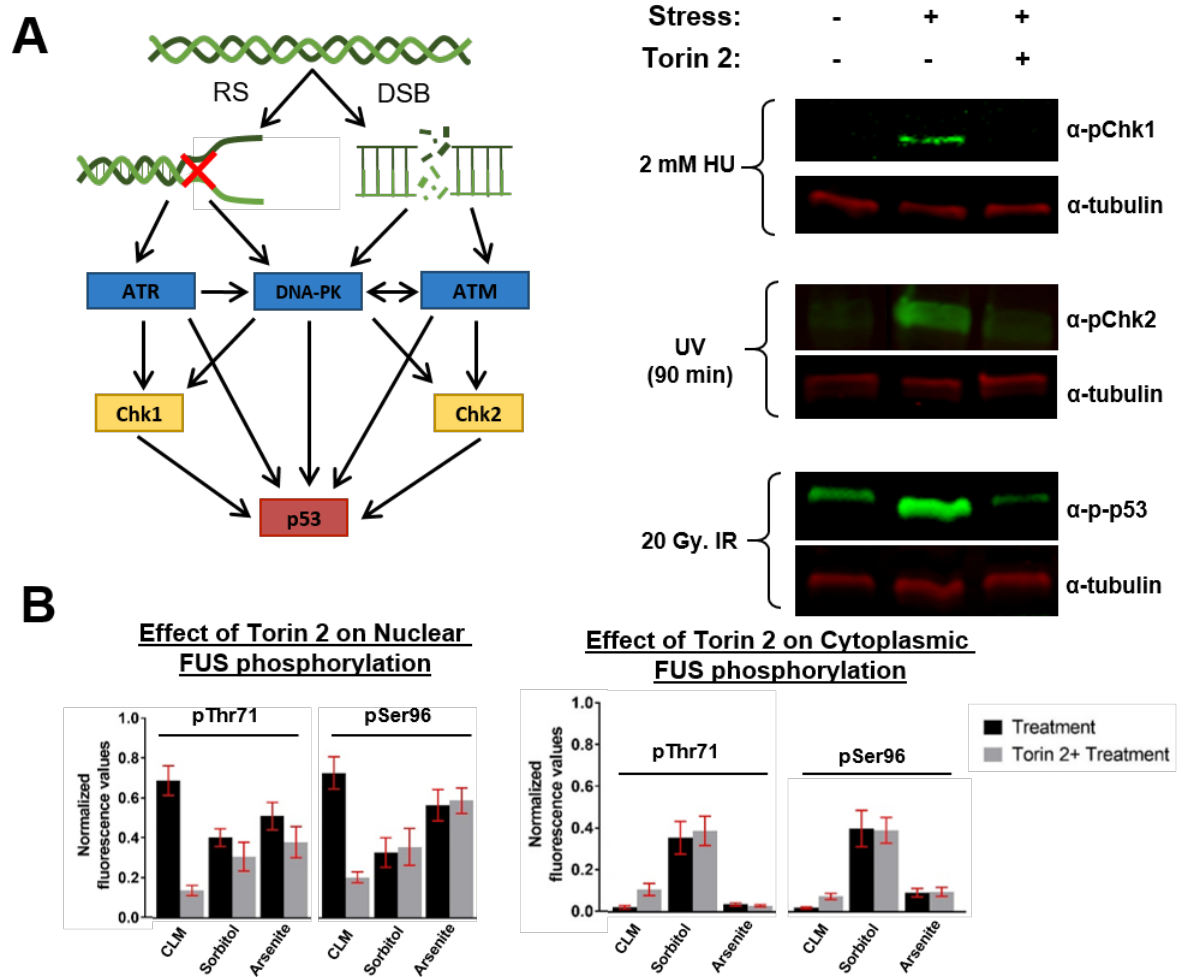 A
RS
DSB
ATR
DNA-PK
ATM
Chk1
Chk2
p53
Stress: - + +
Torin 2: - - +
2 mM HU
α-pChk1
α-tubulin
UV
(90 min)
α-pChk2
α-tubulin
20 Gy. IR
α-p-p53
α-tubulin
B
Effect of Torin 2 on Nuclear
FUS phosphorylation
pThr71
pSer96
Normalized
fluorescence values
1.0
0.8
0.6
0.4
0.2
0.0
CLM
Sorbitol
Arsenite
CLM
Sorbitol
Arsenite
Effect of Torin 2 on Cytoplasmic
FUS phosphorylation
pThr71
pSer96
Normalized
fluorescence values
1.0
0.8
0.6
0.4
0.2
0.0
CLM
Sorbitol
Arsenite
CLM
Sorbitol
Arsenite
Treatment
Torin 2+ Treatment